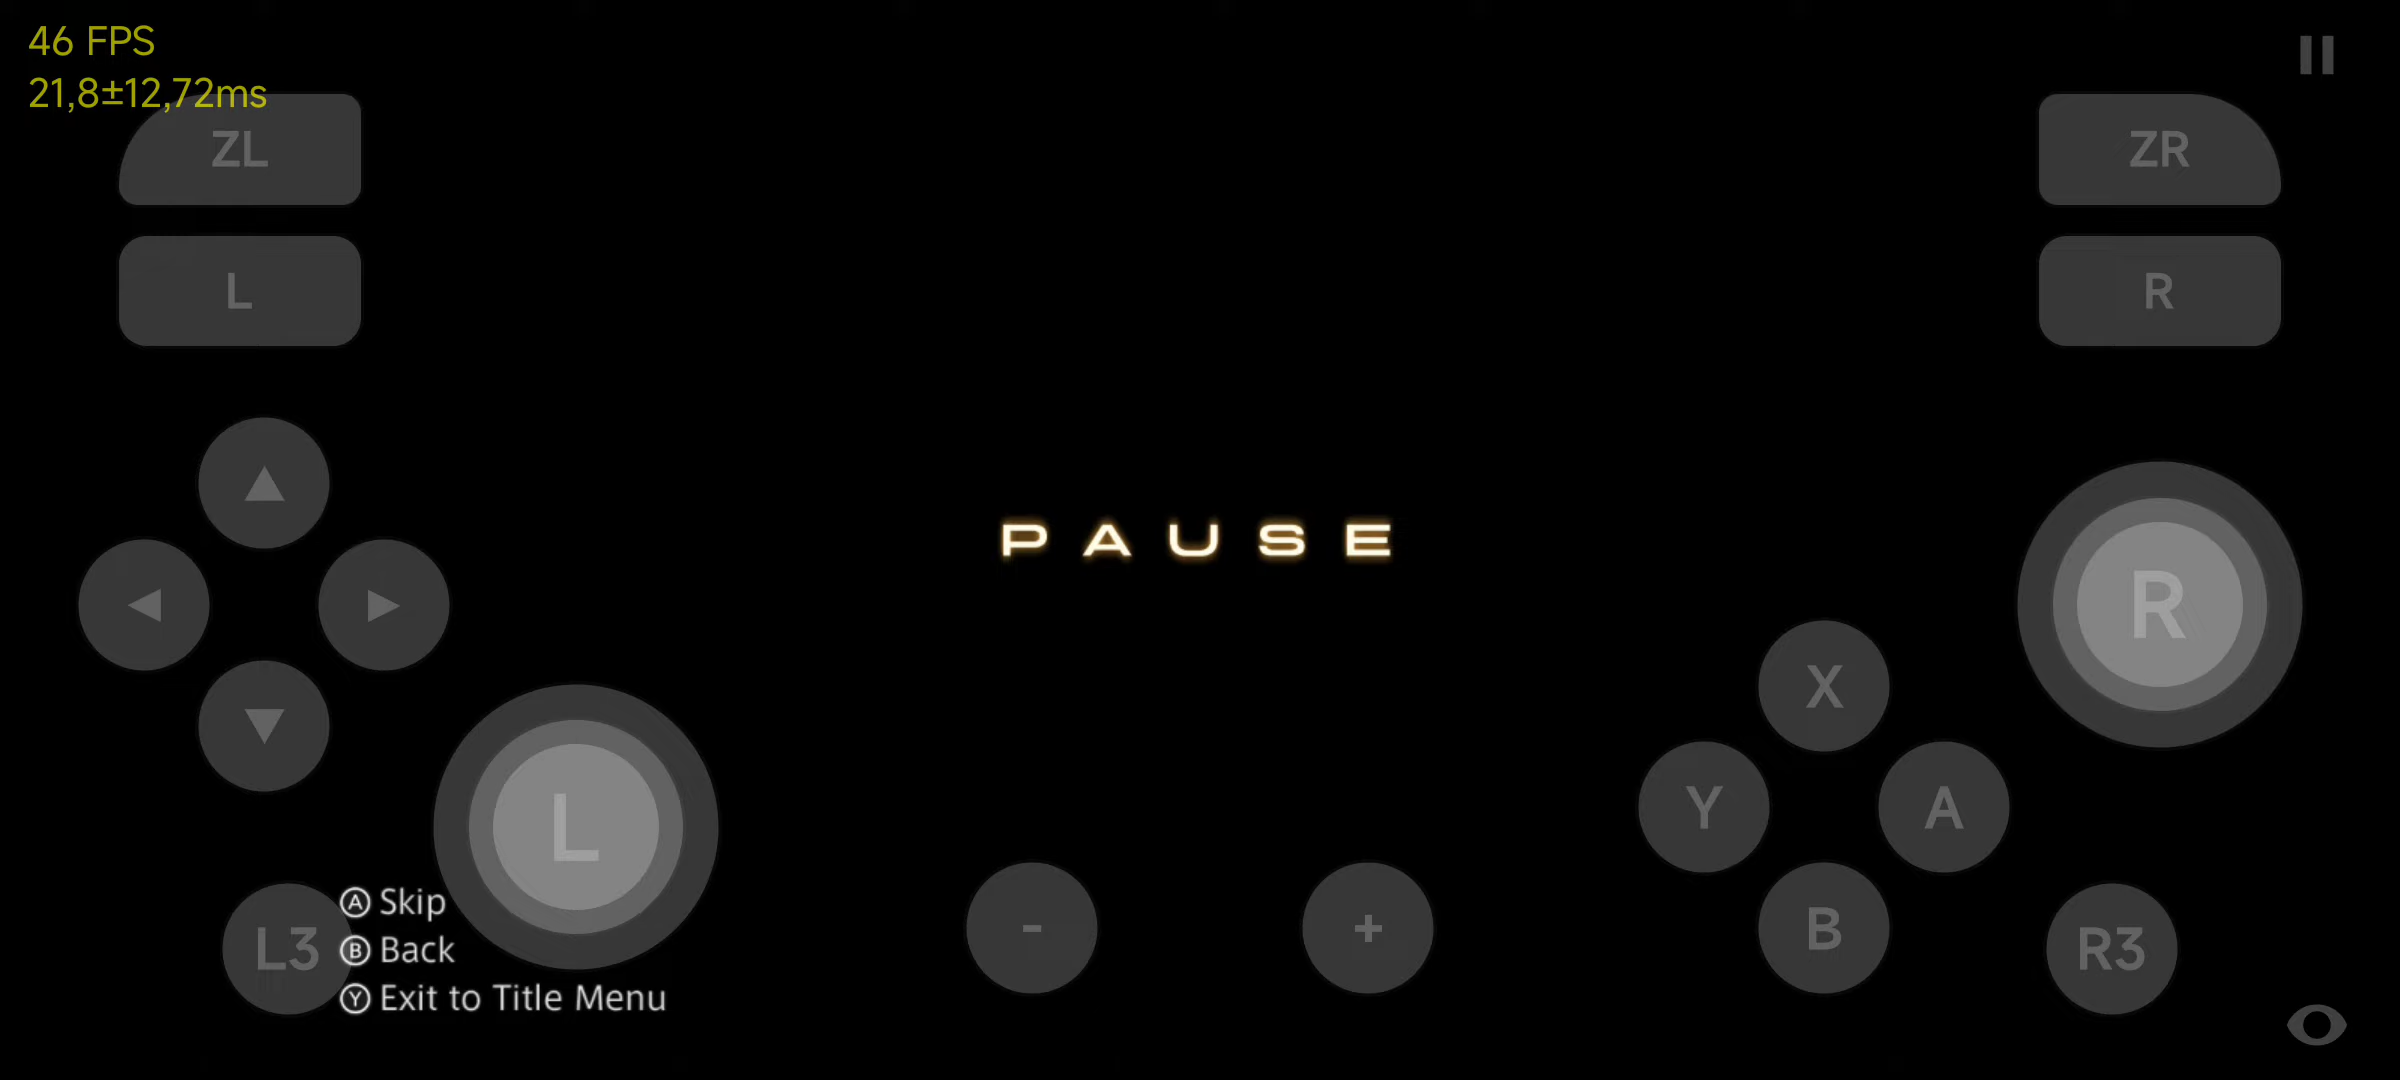 46 FPS
21,8±12,72ms
ZL
ZR
L
R
PAUSE
R
X
Y
A
L
L3
A Skip
B Back
Y Exit to Title Menu
-
+
B
R3